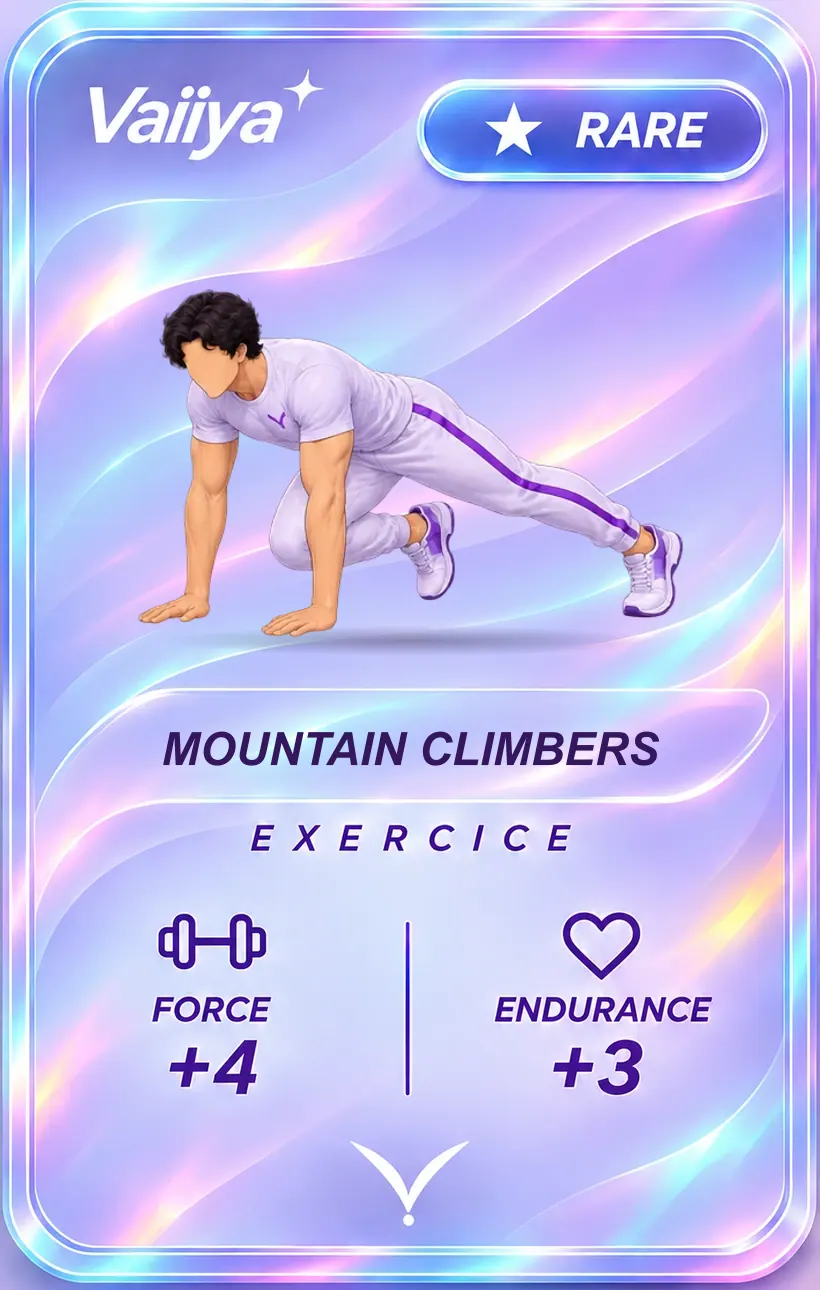 Vaiiya
RARE
MOUNTAIN CLIMBERS
EXERCICE
FORCE
+4
ENDURANCE
+3